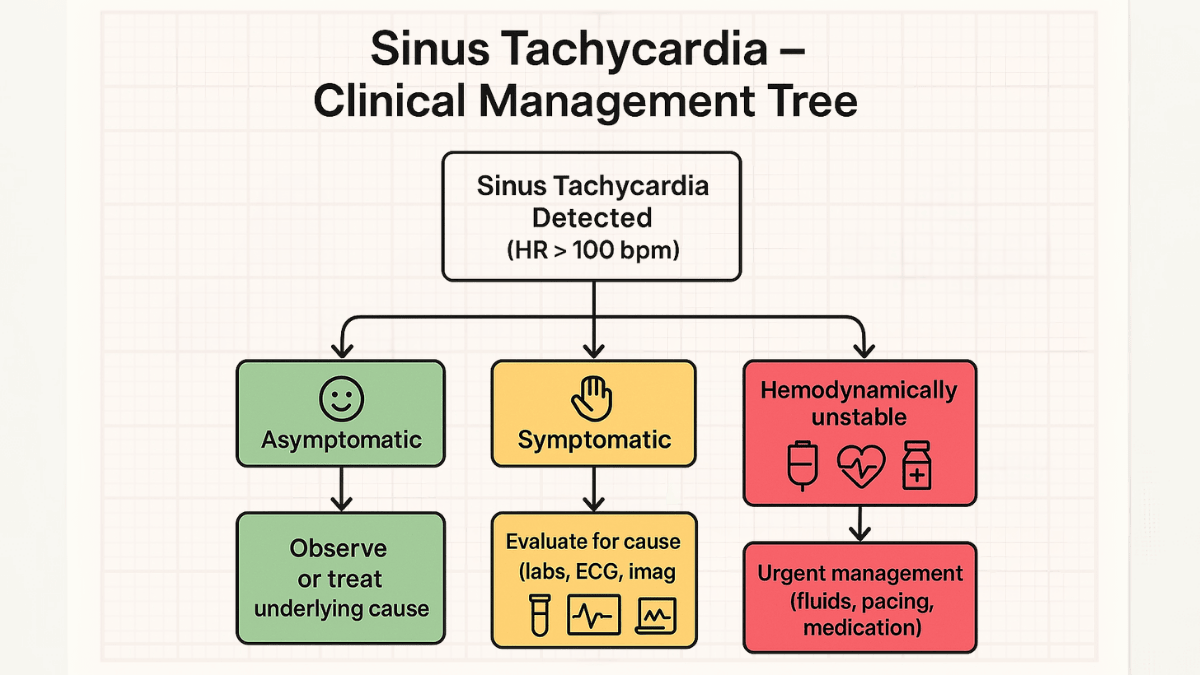 Sinus Tachycardia –
Clinical Management Tree
Sinus Tachycardia
Detected
(HR > 100 bpm)
Asymptomatic
Symptomatic
Hemodynamically
unstable
Observe
or treat
underlying cause
Evaluate for cause
(labs, ECG, imag
Urgent management
(fluids, pacing,
medication)